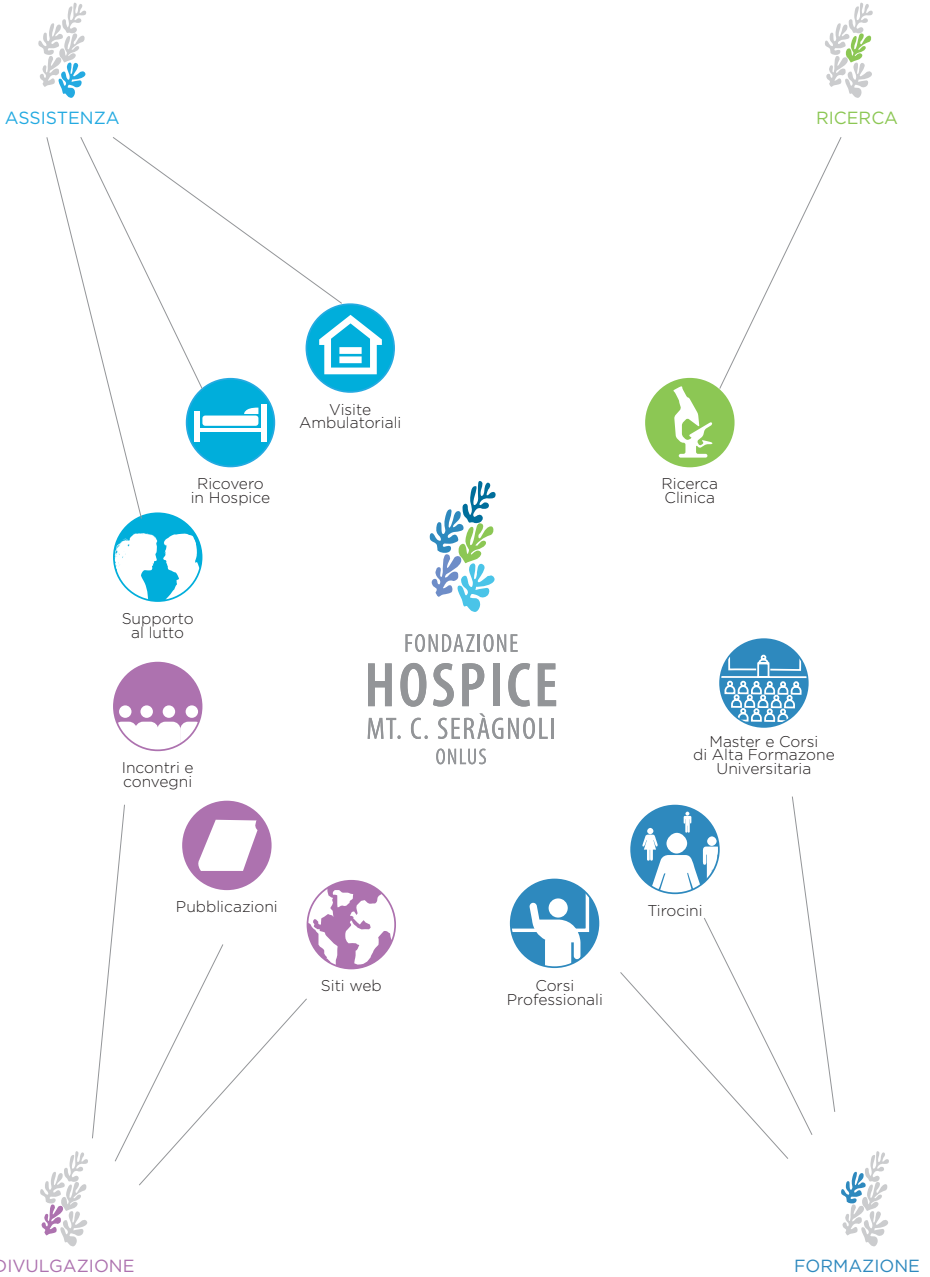 ASSISTENZA
RICERCA
Visite
Ambulatoriali
Ricovero
in Hospice
Ricerca
Clinica
Supporto
al lutto
FONDAZIONE
HOSPICE
MT. C. SERÀGNOLI
ONLUS
Incontri e
convegni
Master e Corsi
di Alta Formazone
Universitaria
Pubblicazioni
Tirocini
Siti web
Corsi
Professionali
DIVULGAZIONE
FORMAZIONE